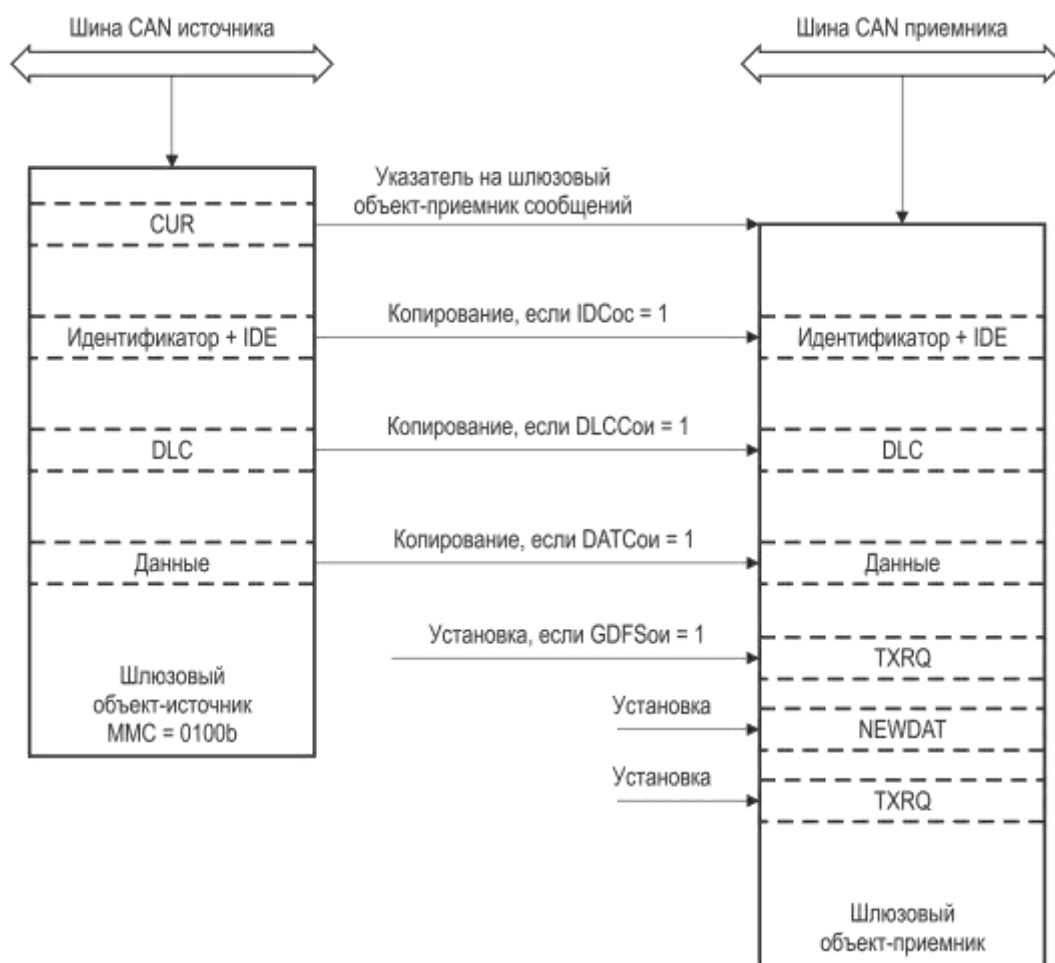 Шина CAN источника
Шина CAN приемника
Указатель на шлюзовый
объект-приемник сообщений
CUR
Копирование, если IDCос = 1
Идентификатор + IDE
Идентификатор + IDE
Копирование, если DLCCои = 1
DLC
DLC
Копирование, если DATCои = 1
Данные
Данные
Установка, если GDFSои = 1
TXRQ
Шлюзовый
объект-источник
MMC = 0100b
Установка
NEWDAT
Установка
TXRQ
Шлюзовый
объект-приемник